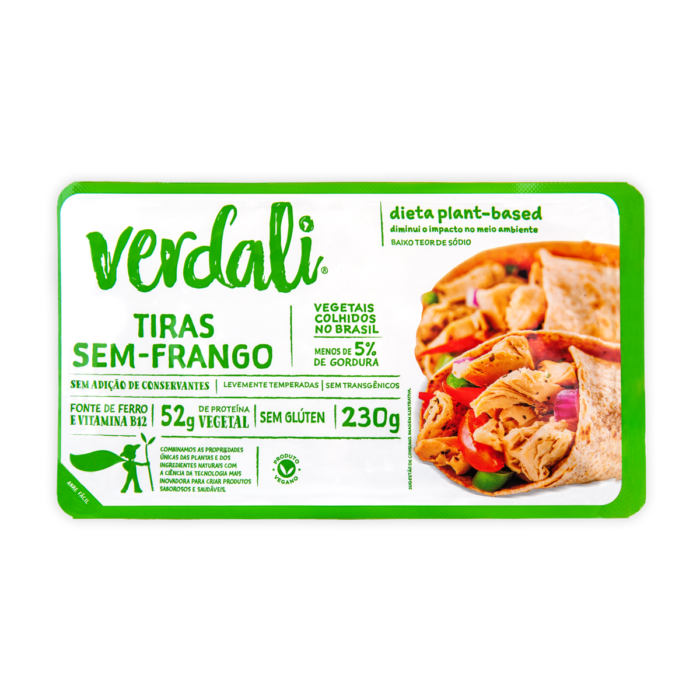 verdali®
dieta plant-based
diminui o impacto no meio ambiente
BAIXO TEOR DE SÓDIO
TIRAS
SEM-FRANGO
VEGETAIS
COLHIDOS
NO BRASIL
MENOS DE 5%
DE GORDURA
SEM ADIÇÃO DE CONSERVANTES | LEVEMENTE TEMPERADAS | SEM TRANSGÊNICOS
FONTE DE FERRO
E VITAMINA B12
52g DE PROTEÍNA
VEGETAL
SEM GLÚTEN
230g
COMBINAMOS AS PROPRIEDADES
ÚNICAS DAS PLANTAS E DOS
INGREDIENTES NATURAIS COM
A CIÊNCIA DA TECNOLOGIA MAIS
INOVADORA PARA CRIAR PRODUTOS
SABOROSOS E SAUDÁVEIS.
PRODUTO
VEGANO
ABRE FÁCIL
SUGESTÃO DE CONSUMO. IMAGEM ILUSTRATIVA.